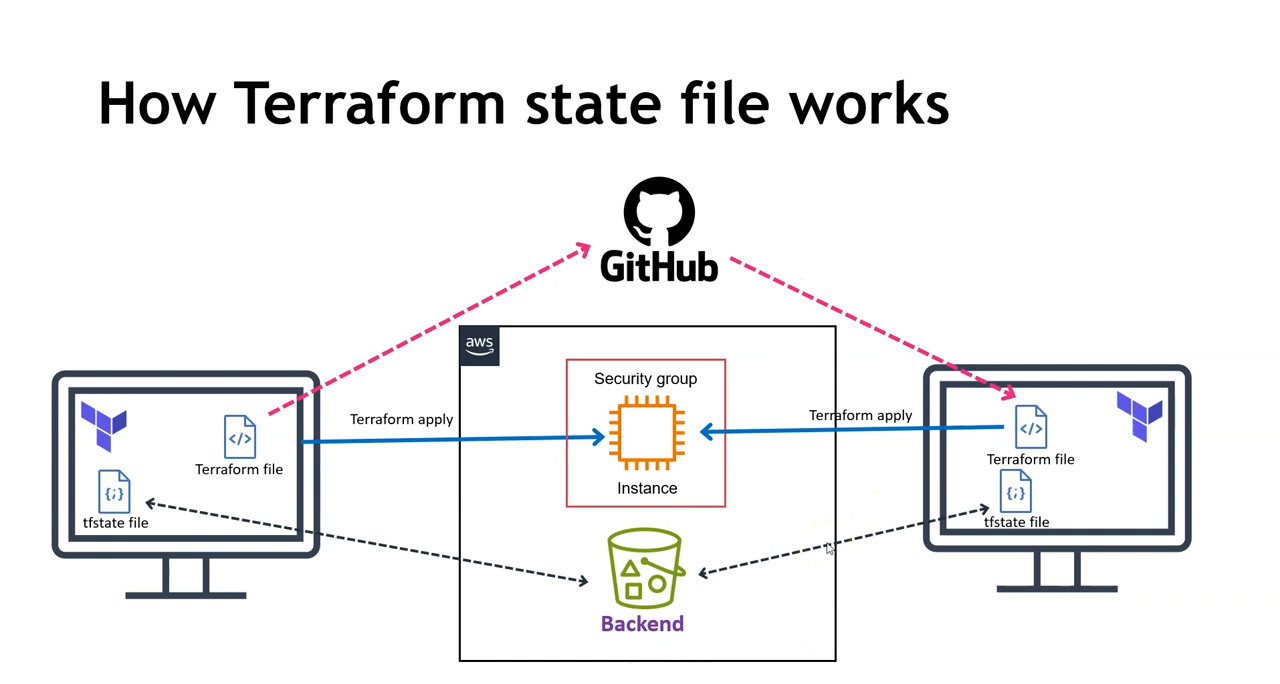 How Terraform state file works
GitHub
aws
Security group
Terraform apply
Terraform apply
</>
Terraform file
</>
Terraform file
Instance
{;}
tfstate file
{;}
tfstate file
Backend